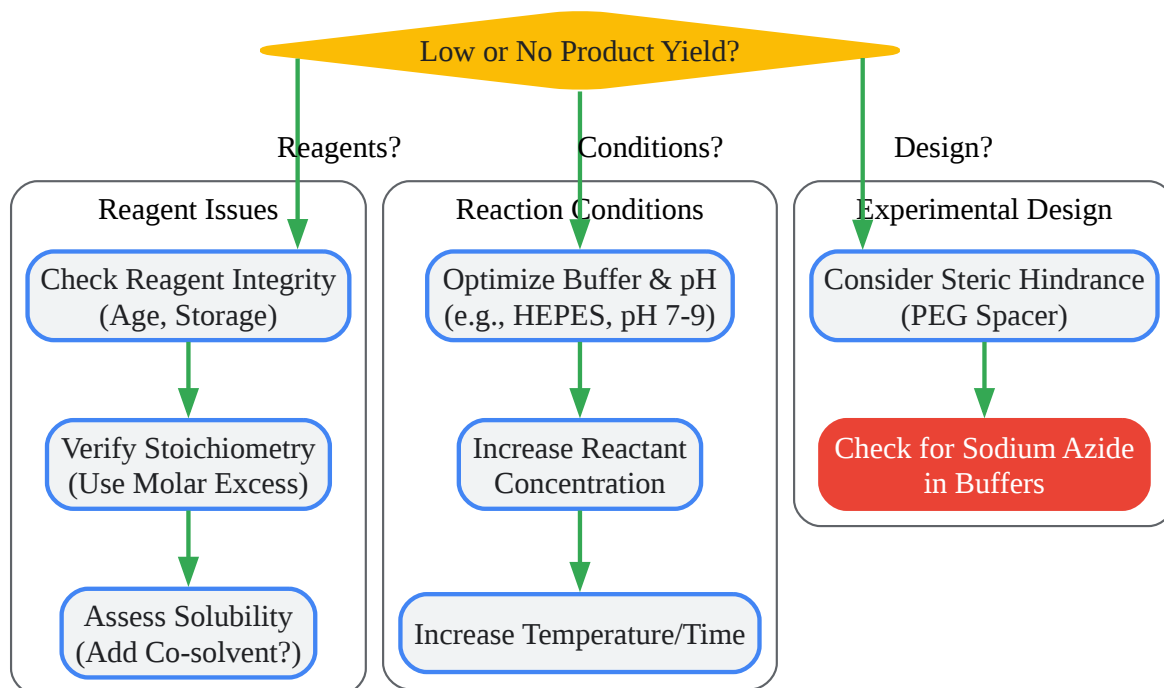 Low or No Product Yield?
Reagents?
Conditions?
Design?
Reagent Issues
Check Reagent Integrity
(Age, Storage)
Verify Stoichiometry
(Use Molar Excess)
Assess Solubility
(Add Co-solvent?)
Reaction Conditions
Optimize Buffer & pH
(e.g., HEPES, pH 7-9)
Increase Reactant
Concentration
Increase Temperature/Time
Experimental Design
Consider Steric Hindrance
(PEG Spacer)
Check for Sodium Azide
in Buffers